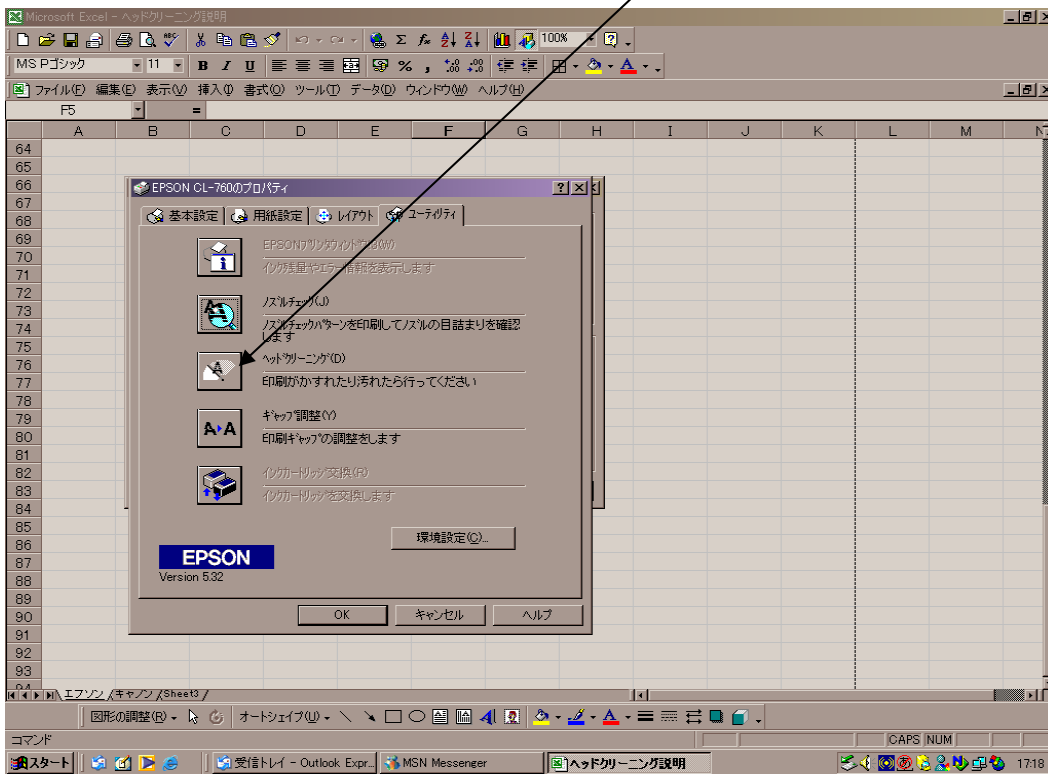 Microsoft Excel - ヘッドクリーニング説明
100%
MS Pゴシック 11 B I U
ファイル(F) 編集(E) 表示(V) 挿入(I) 書式(O) ツール(T) データ(D) ウィンドウ(W) ヘルプ(H)
F5 =
A B C D E F G H I J K L M N
64
65
66
67
68
69
70
71
72
73
74
75
76
77
78
79
80
81
82
83
84
85
86
87
88
89
90
91
92
93
94
EPSON CL-760のプロパティ
基本設定 用紙設定 レイアウト ユーティリティ
EPSONプリンタウィンドウ!3(W)
インク残量やエラー情報を表示します
ノズルチェック(J)
ノズルチェックパターンを印刷してノズルの目詰まりを確認
します
ヘッドクリーニング(D)
印刷がかすれたり汚れたら行ってください
ギャップ調整(Y)
印刷ギャップの調整をします
インクカートリッジ交換(R)
インクカートリッジを交換します
環境設定(C)...
EPSON
Version 5.32
OK キャンセル ヘルプ
エプソン キャノン Sheet3
図形の調整(R) オートシェイプ(U)
コマンド CAPS NUM
スタート 受信トレイ - Outlook Expr... MSN Messenger ヘッドクリーニング説明 17:18